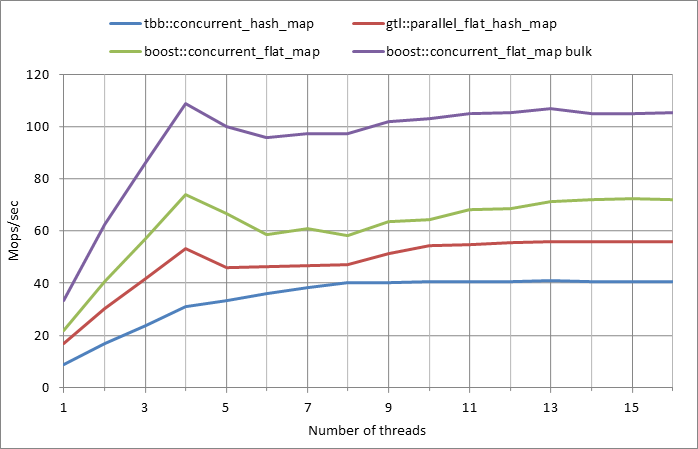 tbb::concurrent_hash_map gtl::parallel_flat_hash_map
boost::concurrent_flat_map boost::concurrent_flat_map bulk
120
100
80
60
40
20
0
Mops/sec
1 3 5 7 9 11 13 15
Number of threads